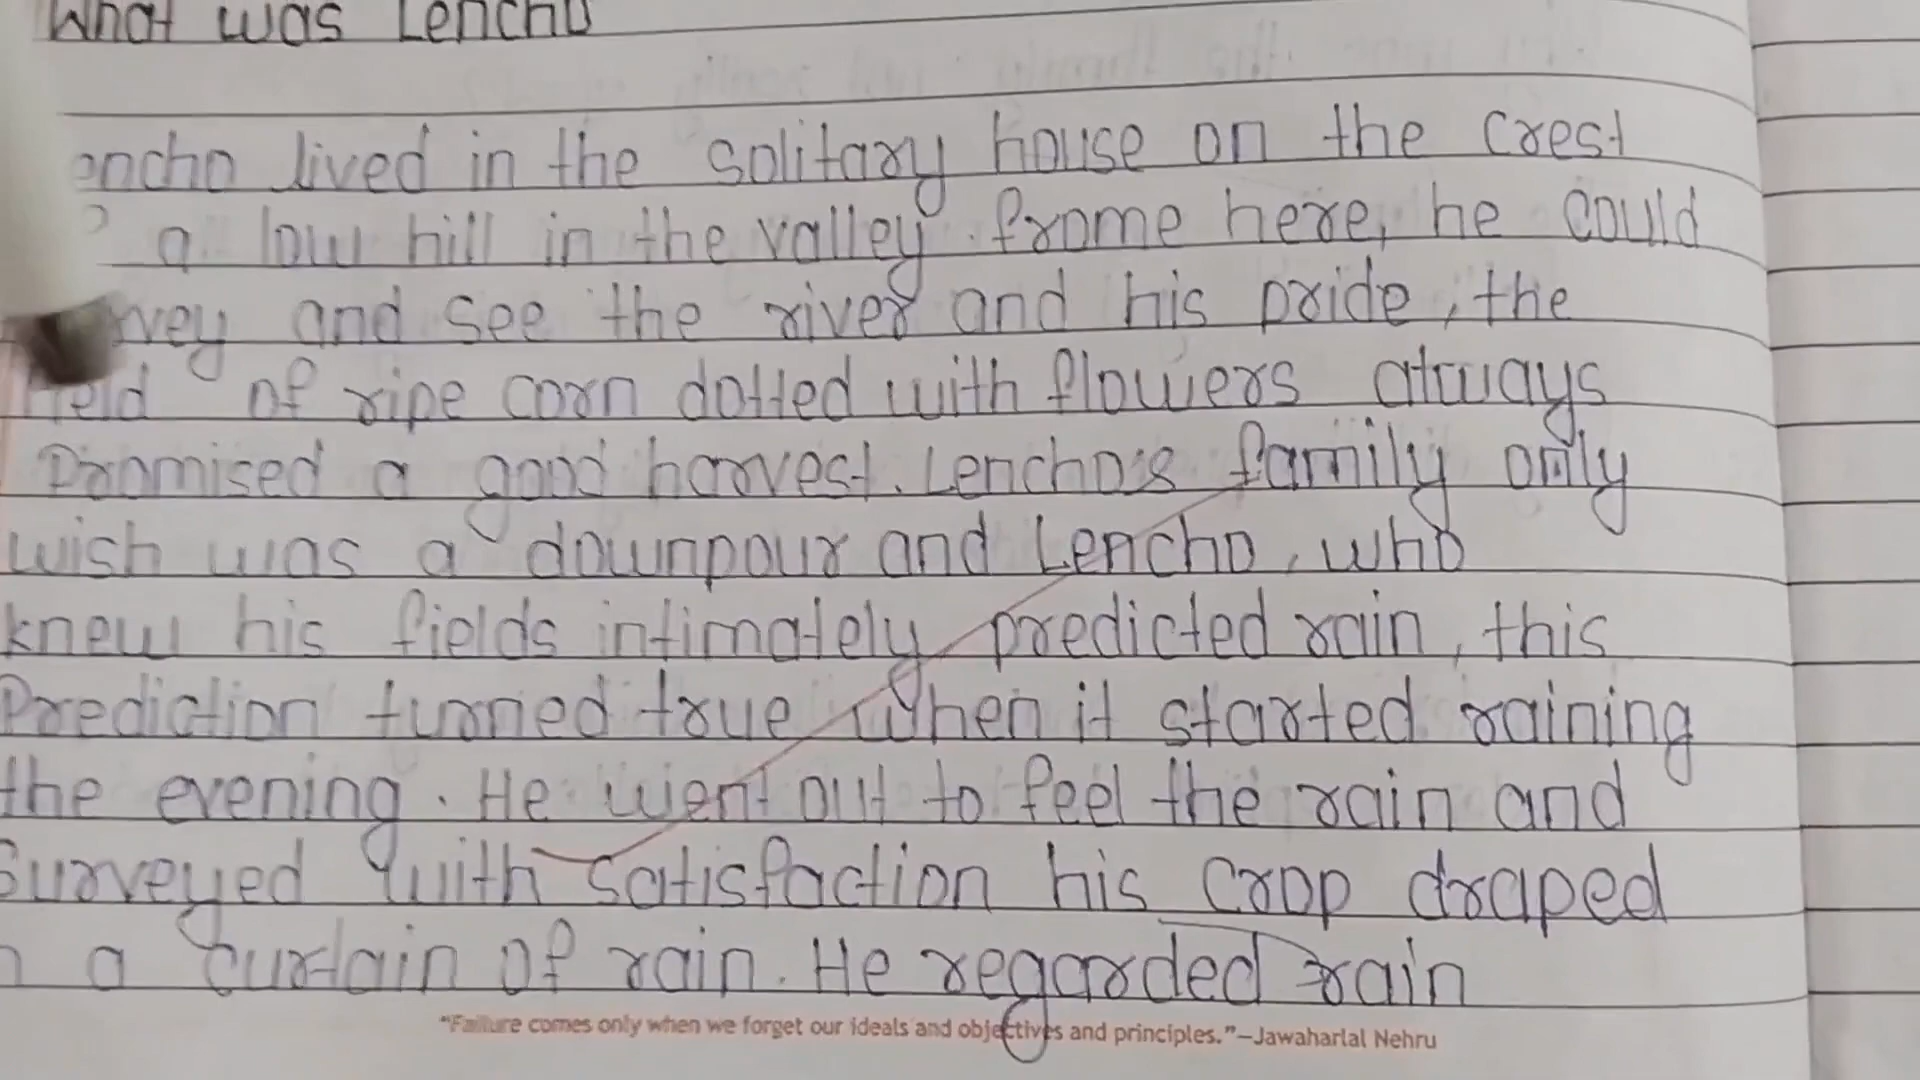 What was Lencho
encho lived in the solitary house on the crest
a low hill in the valley frome here, he could
vey and see the river and his pride, the
field of ripe corn dotted with flowers always
Promised a good harvest. Lencho's family only
wish was a downpour and Lencho, who
knew his fields intimately predicted rain, this
Prediction turned true when it started raining
the evening. He went out to feel the rain and
Surveyed with satisfaction his crop draped
a curtain of rain. He regarded rain
"Failure comes only when we forget our ideals and objectives and principles."—Jawaharlal Nehru